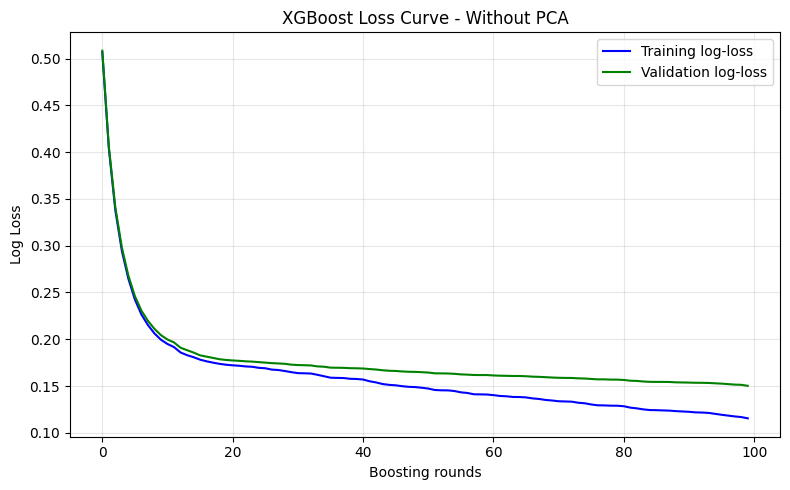 XGBoost Loss Curve - Without PCA
Training log-loss
Validation log-loss
0.50
0.45
0.40
0.35
0.30
0.25
0.20
0.15
0.10
Log Loss
0 20 40 60 80 100
Boosting rounds